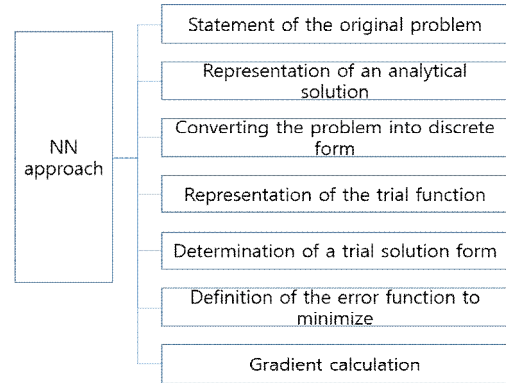 NN
approach
Statement of the original problem
Representation of an analytical
solution
Converting the problem into discrete
form
Representation of the trial function
Determination of a trial solution form
Definition of the error function to
minimize
Gradient calculation